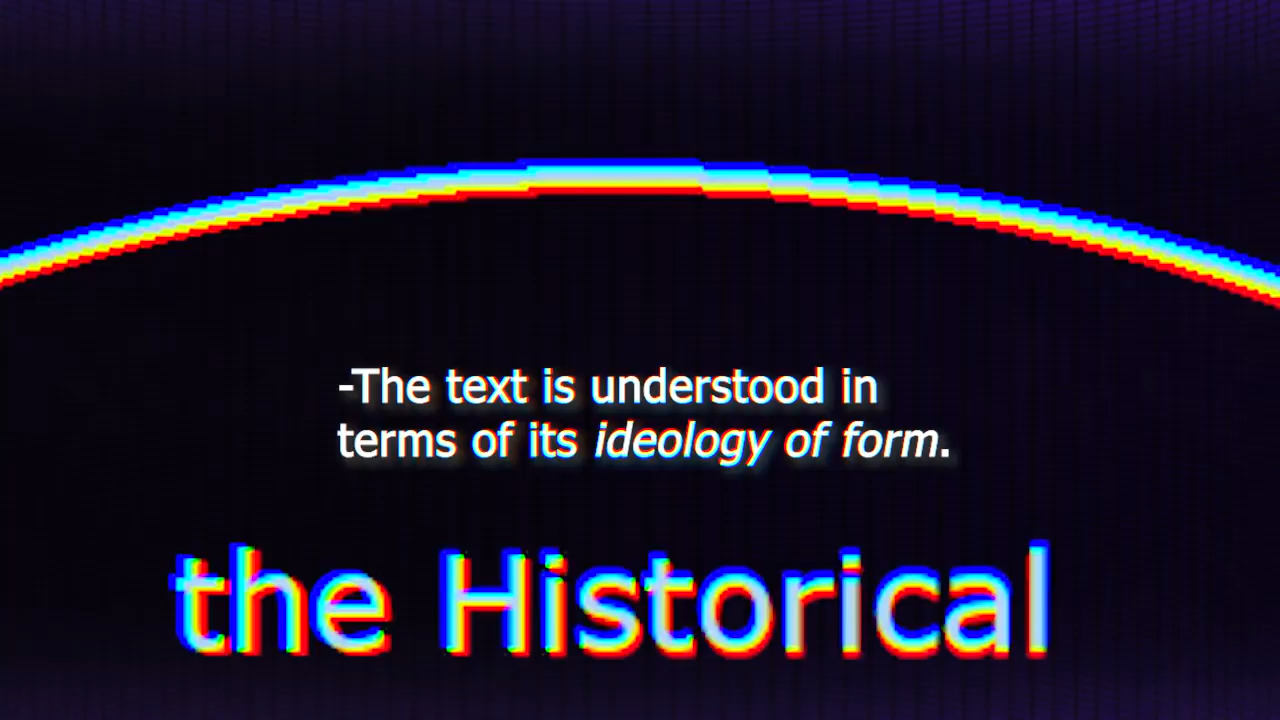 -The text is understood in
terms of its ideology of form.
the Historical